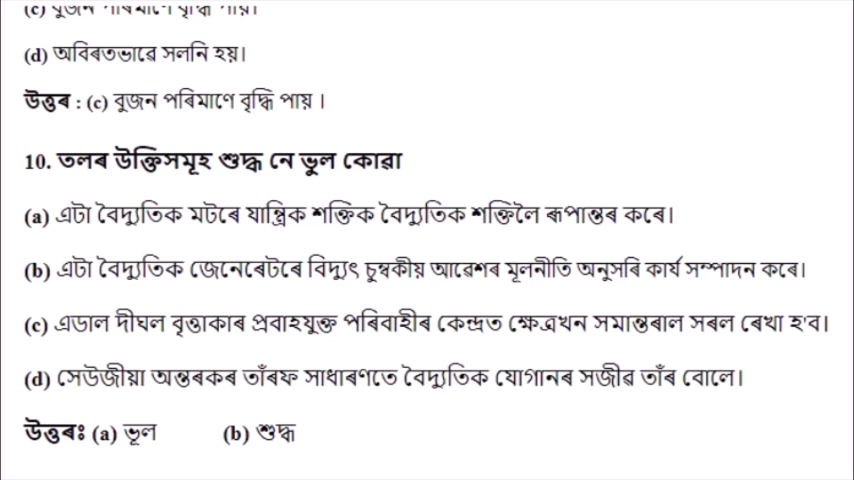 (d) অবিৰতভাৱে সলনি হয়।
উত্তৰ : (c) বুজন পৰিমাণে বৃদ্ধি পায় ।
10. তলৰ উক্তিসমূহ শুদ্ধ নে ভুল কোৱা
(a) এটা বৈদ্যুতিক মটৰে যান্ত্ৰিক শক্তিক বৈদ্যুতিক শক্তিলৈ ৰূপান্তৰ কৰে।
(b) এটা বৈদ্যুতিক জেনেৰেটৰে বিদ্যুৎ চুম্বকীয় আৱেশৰ মূলনীতি অনুসৰি কাৰ্য সম্পাদন কৰে।
(c) এডাল দীঘল বৃত্তাকাৰ প্ৰবাহযুক্ত পৰিবাহীৰ কেন্দ্ৰত ক্ষেত্ৰখন সমান্তৰাল সৰল ৰেখা হ'ব।
(d) সেউজীয়া অন্তৰকৰ তাঁৰফ সাধাৰণতে বৈদ্যুতিক যোগানৰ সজীৱ তাঁৰ বোলে।
উত্তৰঃ (a) ভূল (b) শুদ্ধ